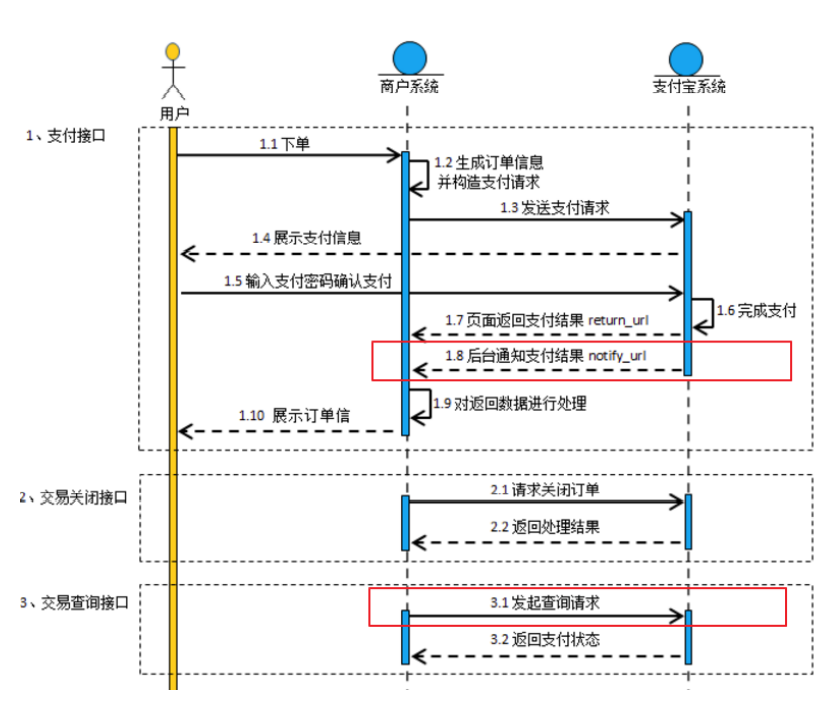 用户
商户系统
支付宝系统
1、支付接口
1.1 下单
1.2 生成订单信息
并构造支付请求
1.3 发送支付请求
1.4 展示支付信息
1.5 输入支付密码确认支付
1.6 完成支付
1.7 页面返回支付结果 return_url
1.8 后台通知支付结果 notify_url
1.9 对返回数据进行处理
1.10 展示订单信
2、交易关闭接口
2.1 请求关闭订单
2.2 返回处理结果
3、交易查询接口
3.1 发起查询请求
3.2 返回支付状态